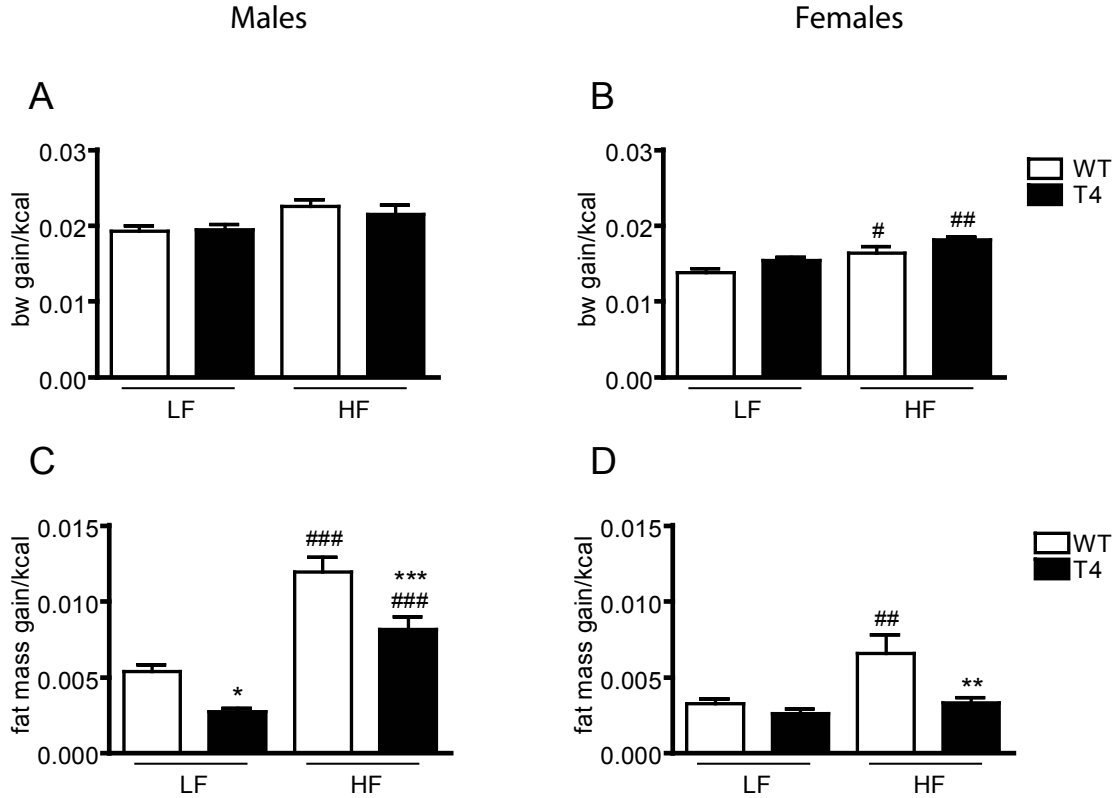 Males
Females
A
bw gain/kcal
0.03
0.02
0.01
0.00
LF
HF
B
bw gain/kcal
0.03
0.02
0.01
0.00
#
##
LF
HF
WT
T4
C
fat mass gain/kcal
0.015
0.010
0.005
0.000
*
###
***
###
LF
HF
D
fat mass gain/kcal
0.015
0.010
0.005
0.000
##
**
LF
HF
WT
T4